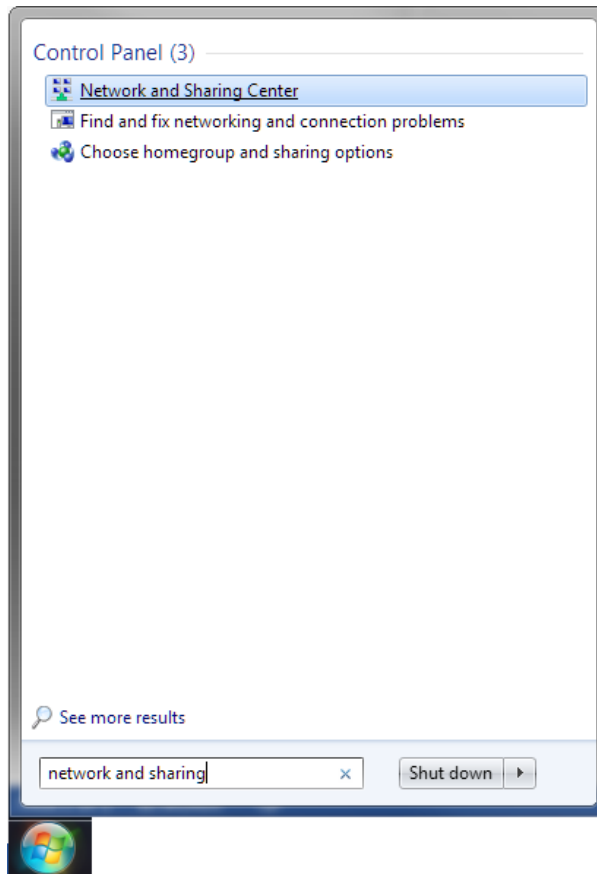 Control Panel (3)
Network and Sharing Center
Find and fix networking and connection problems
Choose homegroup and sharing options
See more results
network and sharing
Shut down